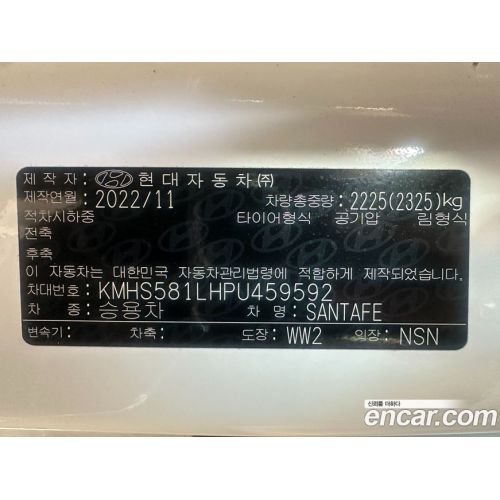 제작자: HYUNDAI 현대자동차㈜
제작연월: 2022/11 차량총중량: 2225(2325)kg
적차시하중 타이어형식 공기압 림형식
전축
후축
이 자동차는 대한민국 자동차관리법령에 적합하게 제작되었습니다.
차대번호: KMHS581LHPU459592
차 종: 승용차 차 명: SANTAFE
변속기: 차축: 도장: WW2 의장: NSN
신뢰를 더하다
encar.com